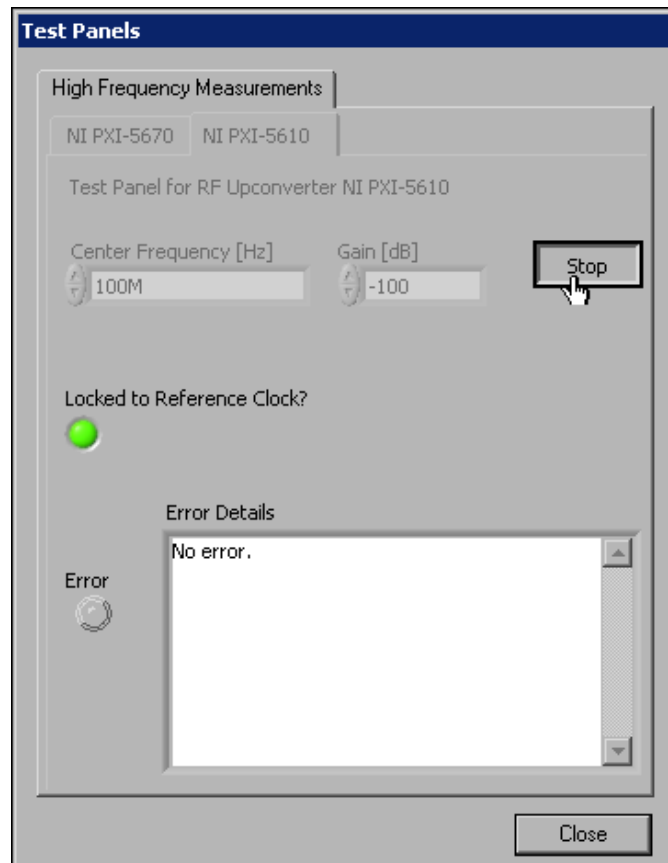 Test Panels
High Frequency Measurements
NI PXI-5670 NI PXI-5610
Test Panel for RF Upconverter NI PXI-5610
Center Frequency [Hz] Gain [dB]
100M -100 Stop
Locked to Reference Clock?
Error Details
No error.
Error
Close